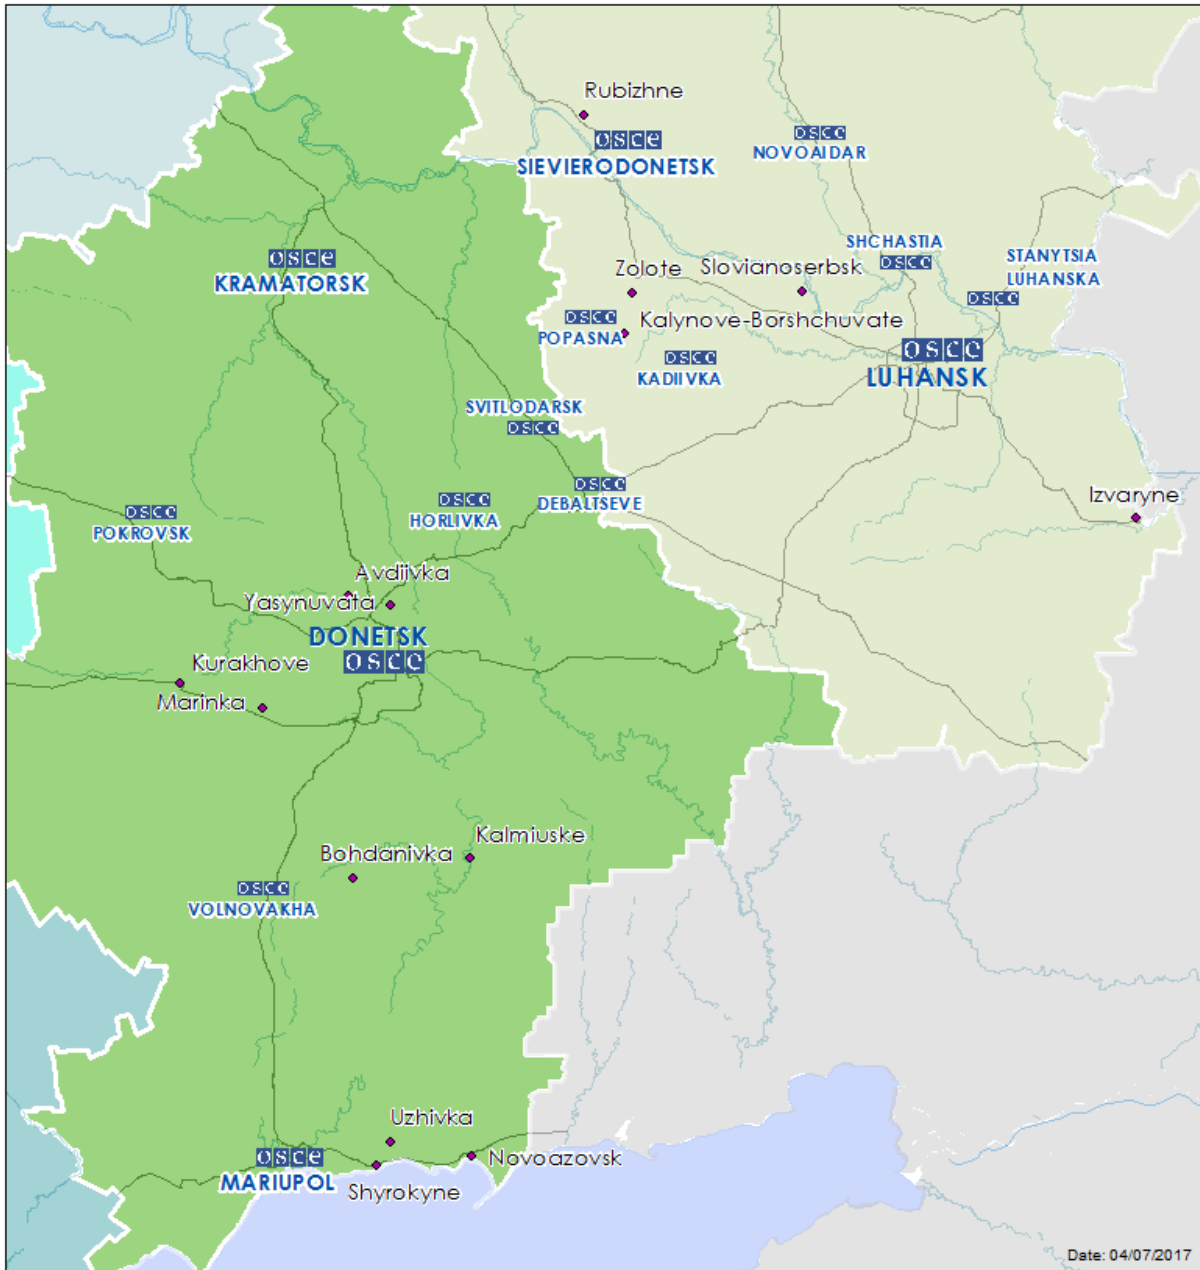 Rubizhne
osce
SIEVIERODONETSK
osce
NOVOAIDAR
SHCHASTIA
osce
STANYTSIA
LUHANSKA
osce
osce
KRAMATORSK
Zolote
Slovianoserbsk
osce
POPASNA
Kalynove-Borshchuvate
osce
KADIIVKA
osce
LUHANSK
SVITLODARSK
osce
osce
DEBALTSEVE
osce
HORLIVKA
osce
POKROVSK
Izvaryne
Avdiivka
Yasynuvata
DONETSK
osce
Kurakhove
Marinka
Kalmiuske
Bohdanivka
osce
VOLNOVAKHA
Uzhivka
osce
MARIUPOL
Novoazovsk
Shyrokyne
Date: 04/07/2017